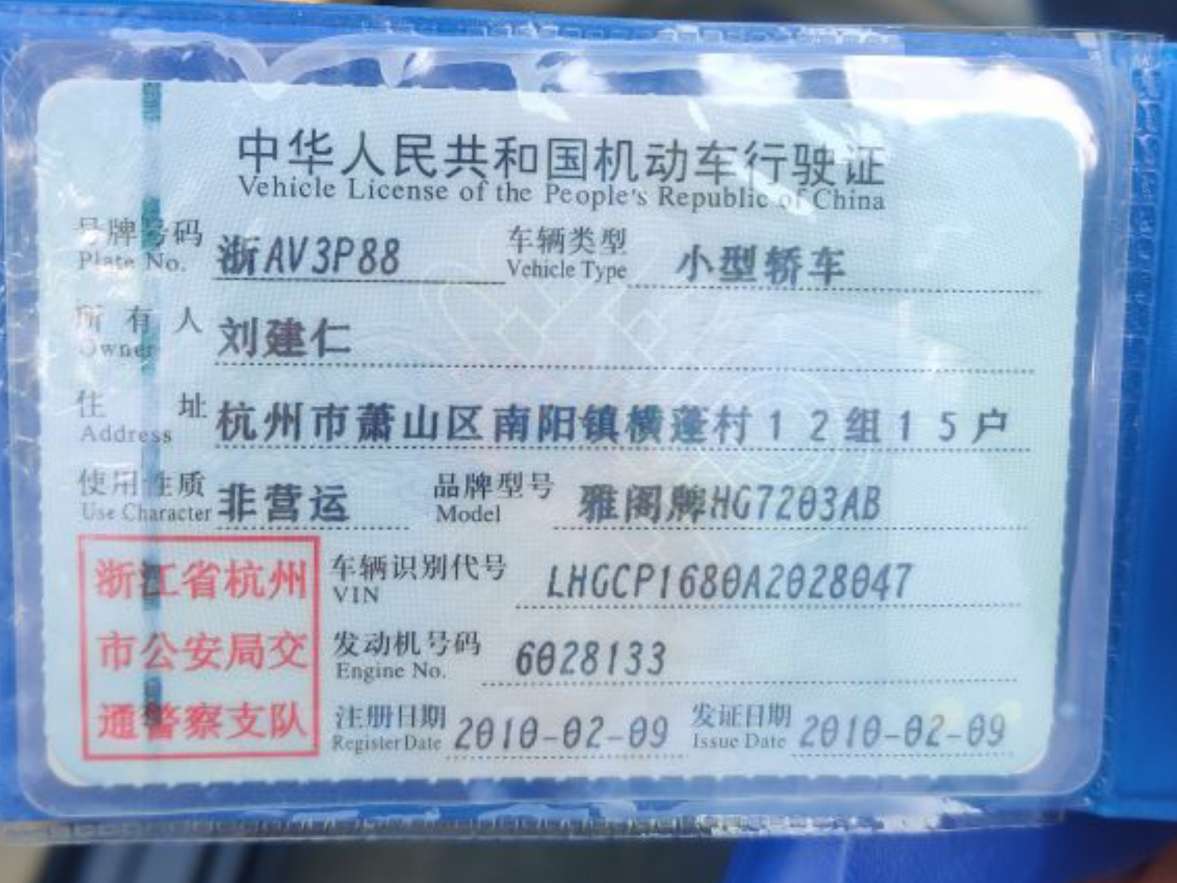 中华人民共和国机动车行驶证
Vehicle License of the People's Republic of China
号牌号码 浙AV3P88 车辆类型 小型轿车
Plate No. Vehicle Type
所有人 刘建仁
Owner
住址 杭州市萧山区南阳镇横蓬村12组15户
Address
使用性质 非营运 品牌型号 雅阁牌HG7203AB
Use Character Model
浙江省杭州
市公安局交
通警察支队
车辆识别代号 LHGCP1680A2028047
VIN
发动机号码 6028133
Engine No.
注册日期 2010-02-09 发证日期 2010-02-09
Register Date Issue Date